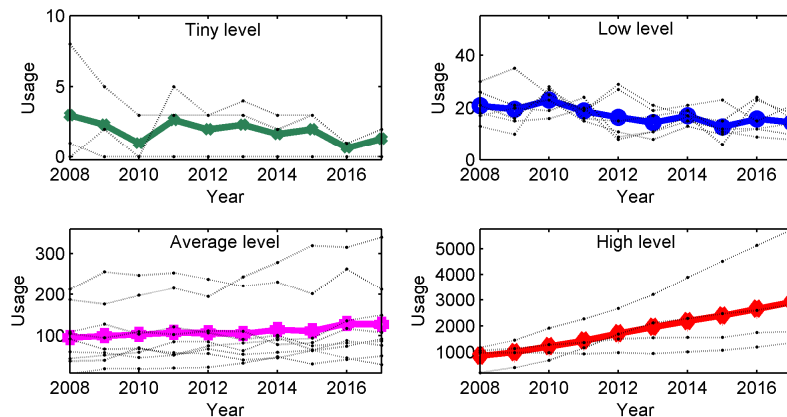 Tiny level
10
5
0
Usage
2008 2010 2012 2014 2016
Year
Low level
40
20
0
Usage
2008 2010 2012 2014 2016
Year
Average level
300
200
100
Usage
2008 2010 2012 2014 2016
Year
High level
5000
4000
3000
2000
1000
Usage
2008 2010 2012 2014 2016
Year